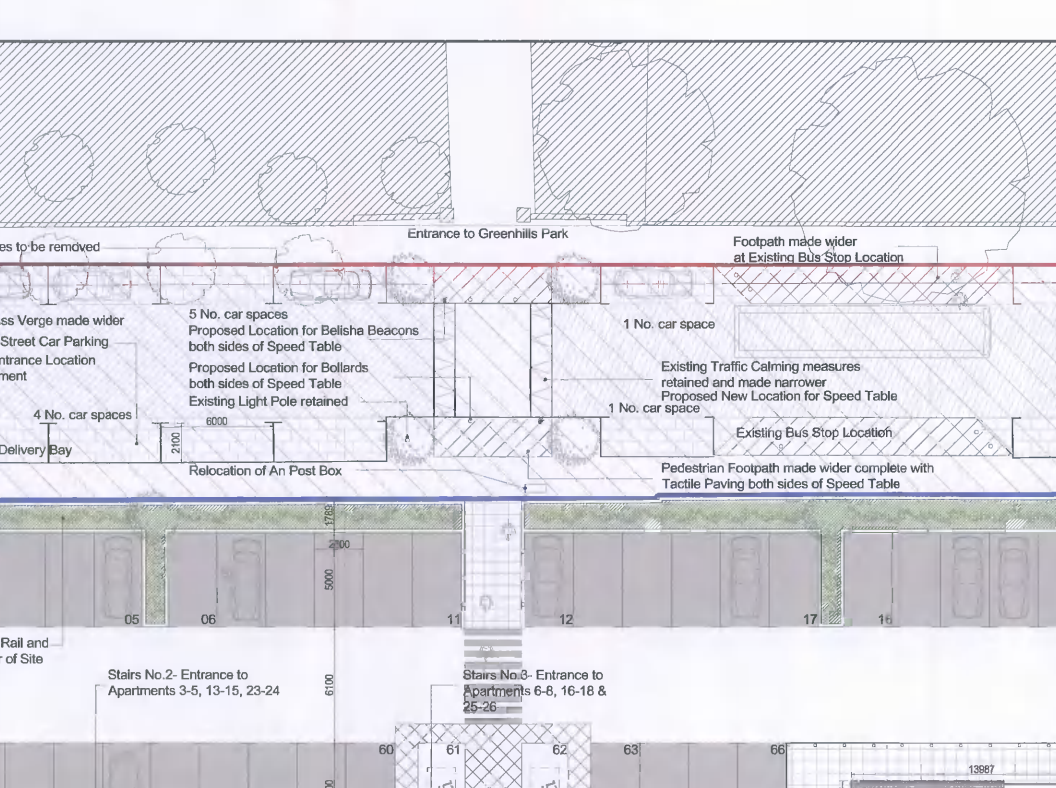 Entrance to Greenhills Park
es to be removed
Footpath made wider
at Existing Bus Stop Location
ss Verge made wider
Street Car Parking
ntrance Location
ment
5 No. car spaces
Proposed Location for Belisha Beacons
both sides of Speed Table
Proposed Location for Bollards
both sides of Speed Table
Existing Light Pole retained
1 No. car space
Existing Traffic Calming measures
retained and made narrower
Proposed New Location for Speed Table
1 No. car space
4 No. car spaces
6000
2100
Existing Bus Stop Location
Delivery Bay
Relocation of An Post Box
Pedestrian Footpath made wider complete with
Tactile Paving both sides of Speed Table
1789
2700
5000
05
06
11
12
17
16
Rail and
r of Site
Stairs No.2- Entrance to
Apartments 3-5, 13-15, 23-24
6100
Stairs No.3- Entrance to
Apartments 6-8, 16-18 &
25-26
60
61
62
63
66
13987